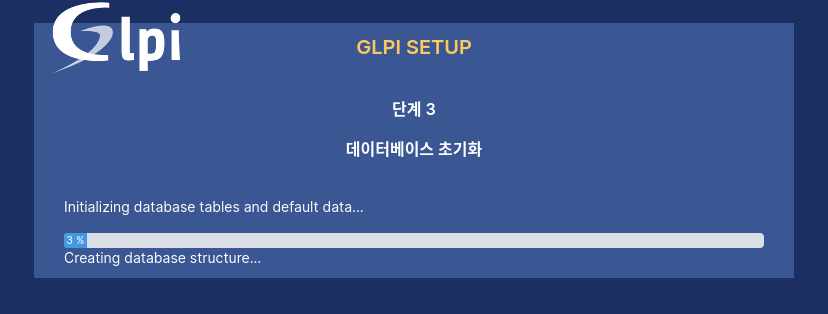 Glpi
GLPI SETUP
단계 3
데이터베이스 초기화
Initializing database tables and default data...
3 %
Creating database structure...